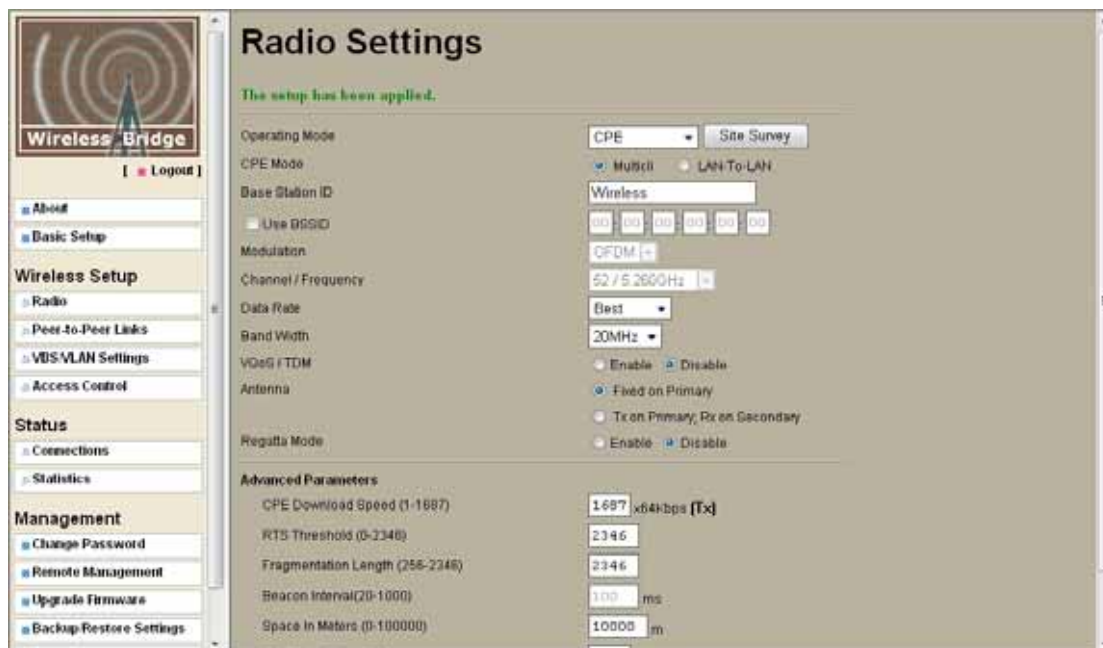 Wireless Bridge
[ Logout ]
About
Basic Setup
Wireless Setup
Radio
Peer-to-Peer Links
VBS/VLAN Settings
Access Control
Status
Connections
Statistics
Management
Change Password
Remote Management
Upgrade Firmware
Backup/Restore Settings
Radio Settings
The setup has been applied.
Operating Mode CPE Site Survey
CPE Mode Multicli LAN-To-LAN
Base Station ID Wireless
Use BSSID 00 : 00 : 00 : 00 : 00 : 00
Modulation OFDM
Channel / Frequency 52 / 5.260GHz
Data Rate Best
Band Width 20MHz
VQoS / TDM Enable Disable
Antenna Fixed on Primary
Tx on Primary; Rx on Secondary
Regatta Mode Enable Disable
Advanced Parameters
CPE Download Speed (1-1687) 1687 x64kbps (Tx)
RTS Threshold (0-2346) 2346
Fragmentation Length (256-2346) 2346
Beacon Interval(20-1000) 100 ms
Space In Meters (0-100000) 10000 m